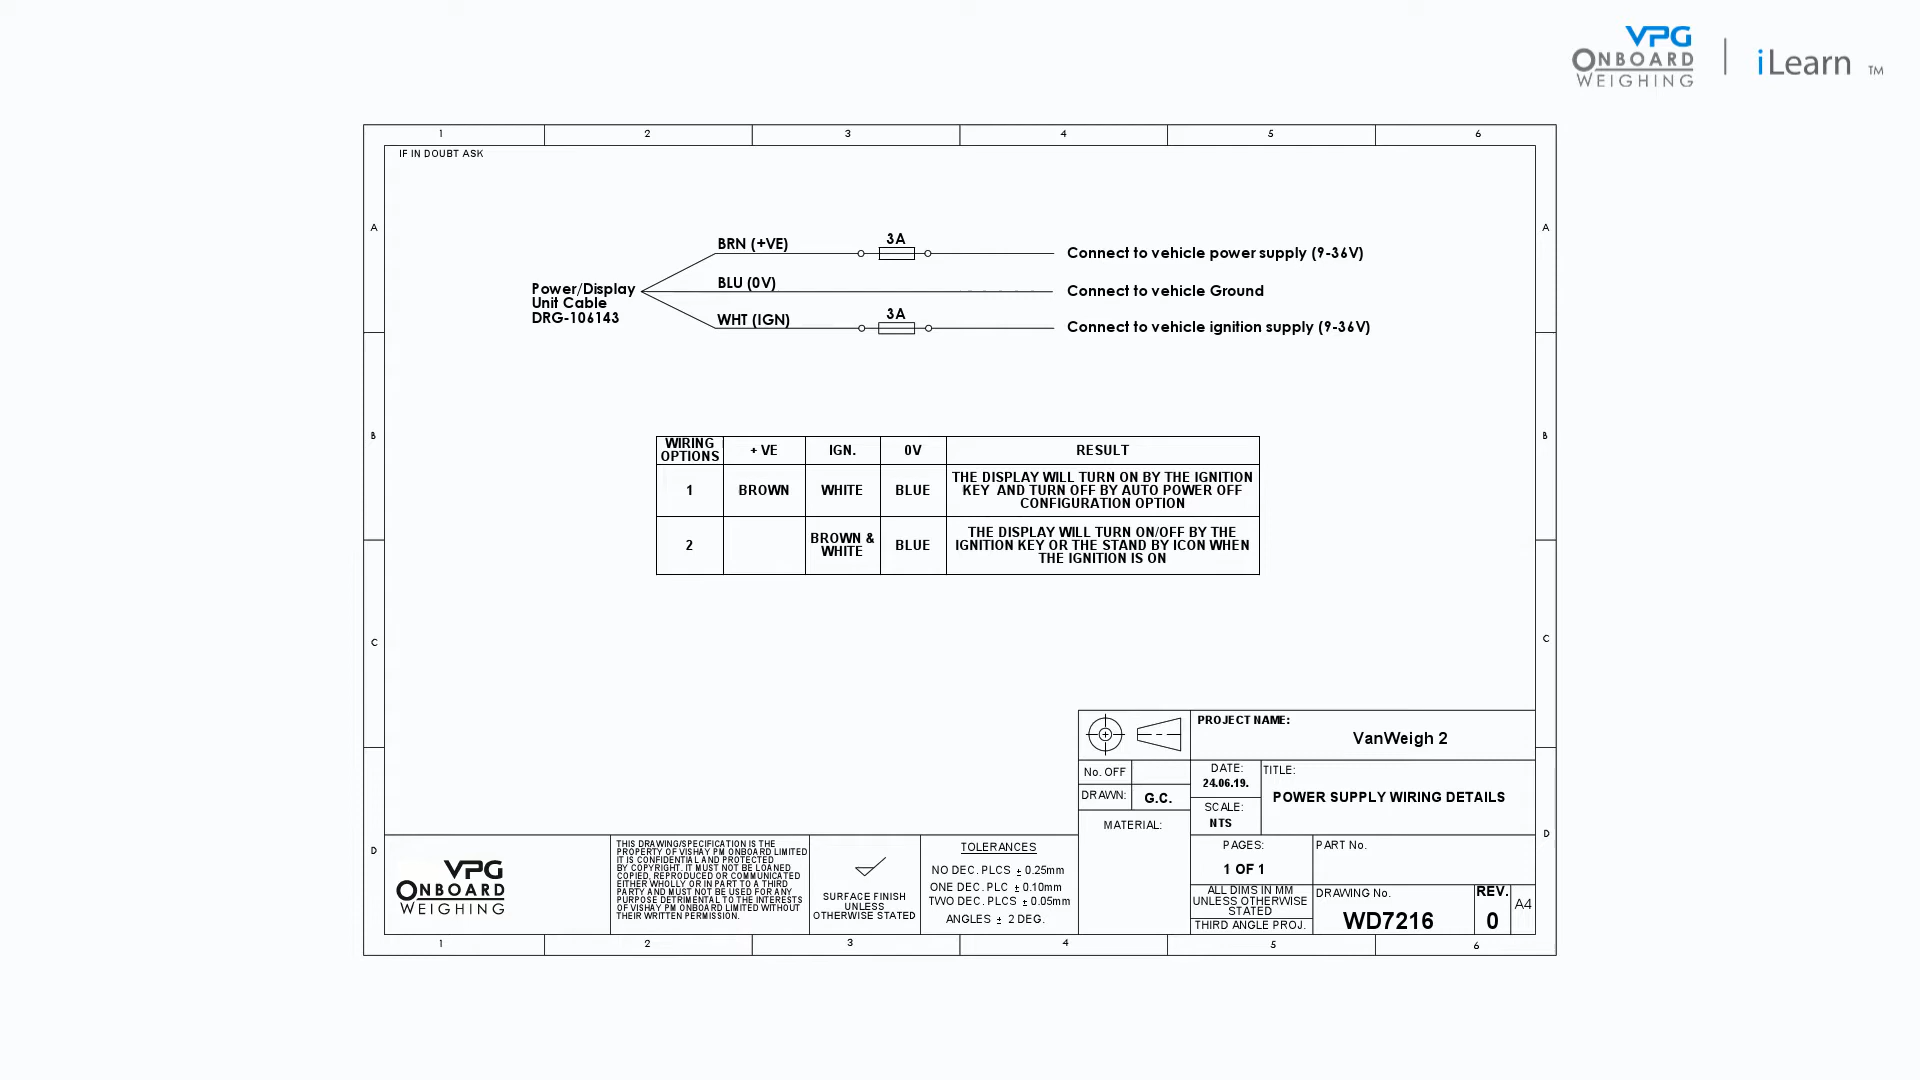 VPG
ONBOARD
WEIGHING
iLearn TM
1 2 3 4 5 6
IF IN DOUBT ASK
A A
BRN (+VE) 3A Connect to vehicle power supply (9-36V)
BLU (0V) Connect to vehicle Ground
Power/Display
Unit Cable
DRG-106143
WHT (IGN) 3A Connect to vehicle ignition supply (9-36V)
B B
WIRING
OPTIONS + VE IGN. 0V RESULT
1 BROWN WHITE BLUE THE DISPLAY WILL TURN ON BY THE IGNITION
KEY AND TURN OFF BY AUTO POWER OFF
CONFIGURATION OPTION
2 BROWN &
WHITE BLUE THE DISPLAY WILL TURN ON/OFF BY THE
IGNITION KEY OR THE STAND BY ICON WHEN
THE IGNITION IS ON
C C
PROJECT NAME:
VanWeigh 2
No. OFF
DRAWN: G.C.
MATERIAL:
DATE:
24.06.19.
SCALE:
NTS
TITLE:
POWER SUPPLY WIRING DETAILS
D D
VPG
ONBOARD
WEIGHING
THIS DRAWING/SPECIFICATION IS THE
PROPERTY OF VISHAY PM ONBOARD LIMITED
IT IS CONFIDENTIAL AND PROTECTED
BY COPYRIGHT. IT MUST NOT BE LOANED
COPIED, REPRODUCED OR COMMUNICATED
EITHER WHOLLY OR IN PART TO A THIRD
PARTY AND MUST NOT BE USED FOR ANY
PURPOSE DETRIMENTAL TO THE INTERESTS
OF VISHAY PM ONBOARD LIMITED WITHOUT
THEIR WRITTEN PERMISSION.
SURFACE FINISH
UNLESS
OTHERWISE STATED
TOLERANCES
NO DEC. PLCS ± 0.25mm
ONE DEC. PLC ± 0.10mm
TWO DEC. PLCS ± 0.05mm
ANGLES ± 2 DEG.
PAGES:
1 OF 1
PART No.
ALL DIMS IN MM
UNLESS OTHERWISE
STATED
THIRD ANGLE PROJ.
DRAWING No.
WD7216
REV.
0
A4
1 2 3 4 5 6